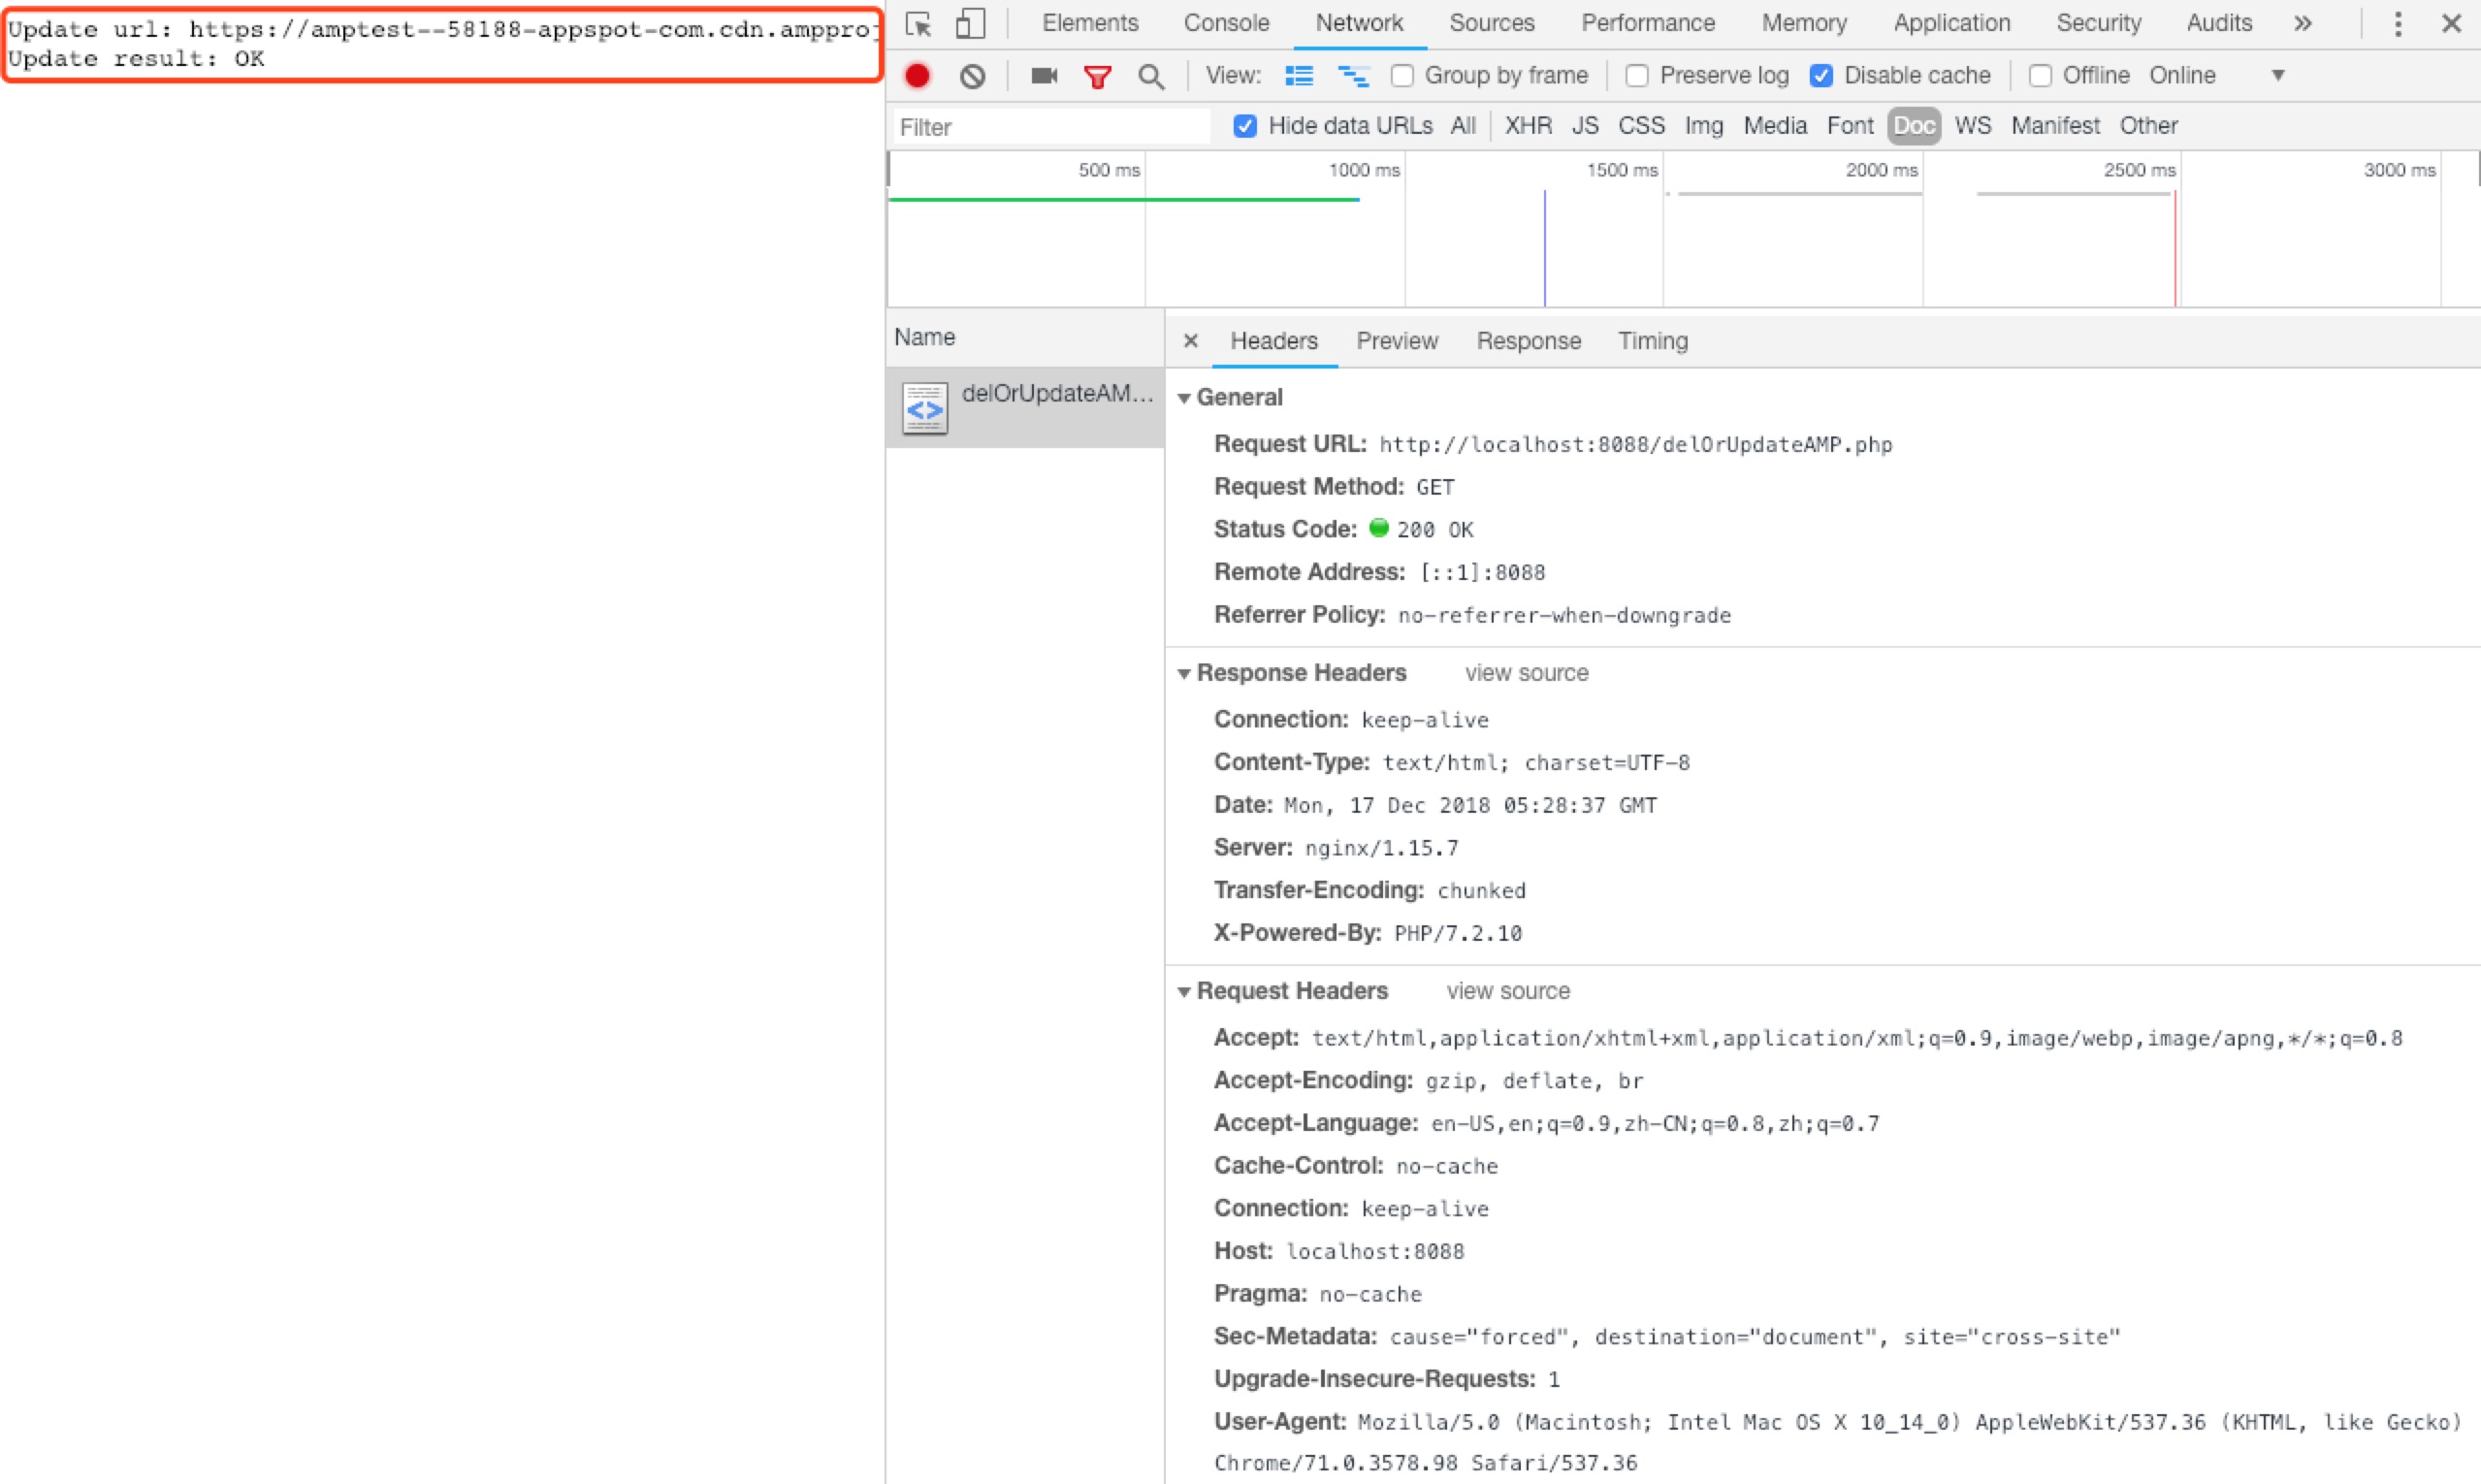 Update url: https://amptest--58188-appspot-com.cdn.ampproj
Update result: OK
Elements Console Network Sources Performance Memory Application Security Audits »
View: Group by frame Preserve log Disable cache Offline Online
Filter Hide data URLs All XHR JS CSS Img Media Font Doc WS Manifest Other
500 ms 1000 ms 1500 ms 2000 ms 2500 ms 3000 ms
Name
delOrUpdateAM...
× Headers Preview Response Timing
General
Request URL: http://localhost:8088/delOrUpdateAMP.php
Request Method: GET
Status Code: 200 OK
Remote Address: [::1]:8088
Referrer Policy: no-referrer-when-downgrade
Response Headers view source
Connection: keep-alive
Content-Type: text/html; charset=UTF-8
Date: Mon, 17 Dec 2018 05:28:37 GMT
Server: nginx/1.15.7
Transfer-Encoding: chunked
X-Powered-By: PHP/7.2.10
Request Headers view source
Accept: text/html,application/xhtml+xml,application/xml;q=0.9,image/webp,image/apng,*/*;q=0.8
Accept-Encoding: gzip, deflate, br
Accept-Language: en-US,en;q=0.9,zh-CN;q=0.8,zh;q=0.7
Cache-Control: no-cache
Connection: keep-alive
Host: localhost:8088
Pragma: no-cache
Sec-Metadata: cause="forced", destination="document", site="cross-site"
Upgrade-Insecure-Requests: 1
User-Agent: Mozilla/5.0 (Macintosh; Intel Mac OS X 10_14_0) AppleWebKit/537.36 (KHTML, like Gecko)
Chrome/71.0.3578.98 Safari/537.36